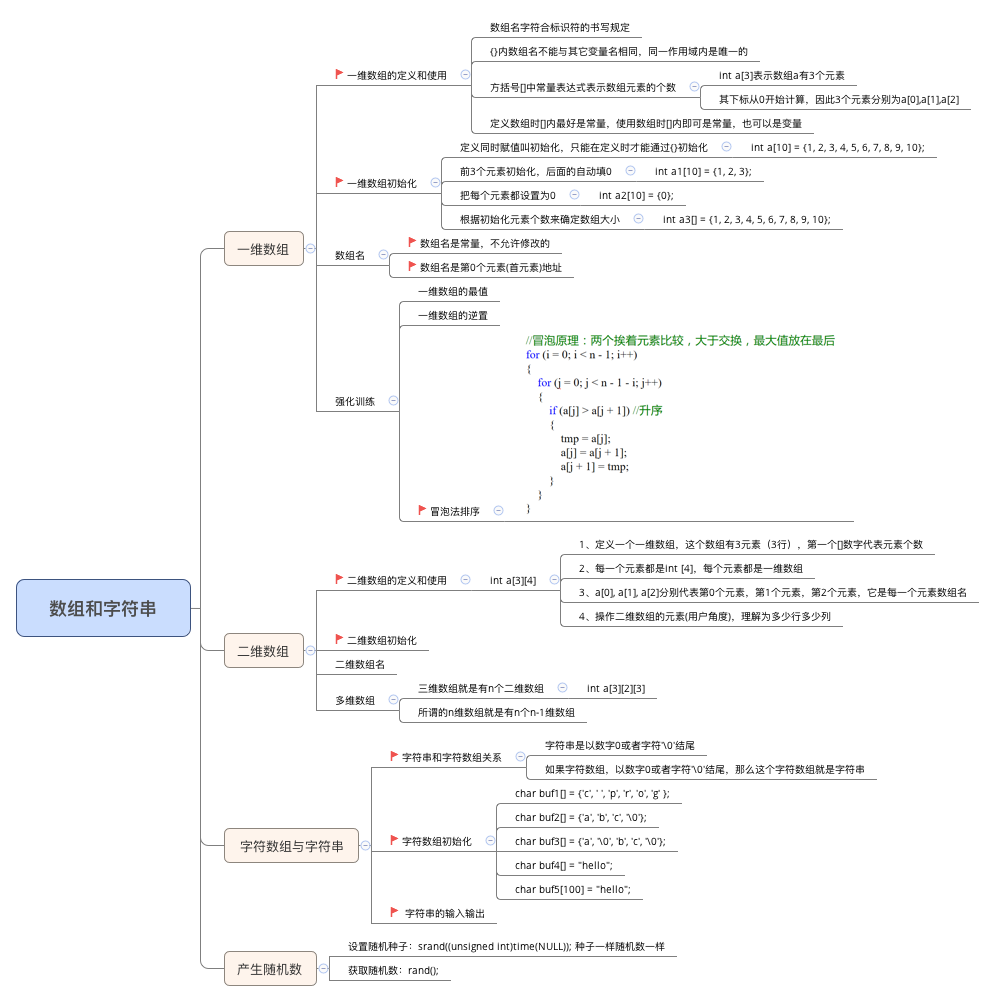 数组和字符串
一维数组
一维数组的定义和使用
数组名字符合标识符的书写规定
{}内数组名不能与其它变量名相同，同一作用域内是唯一的
方括号[]中常量表达式表示数组元素的个数
int a[3]表示数组a有3个元素
其下标从0开始计算，因此3个元素分别为a[0],a[1],a[2]
定义数组时[]内最好是常量，使用数组时[]内即可是常量，也可以是变量
一维数组初始化
定义同时赋值叫初始化，只能在定义时才能通过{}初始化
int a[10] = {1, 2, 3, 4, 5, 6, 7, 8, 9, 10};
前3个元素初始化，后面的自动填0
int a1[10] = {1, 2, 3};
把每个元素都设置为0
int a2[10] = {0};
根据初始化元素个数来确定数组大小
int a3[] = {1, 2, 3, 4, 5, 6, 7, 8, 9, 10};
数组名
数组名是常量，不允许修改的
数组名是第0个元素(首元素)地址
强化训练
一维数组的最值
一维数组的逆置
冒泡法排序
//冒泡原理：两个挨着元素比较，大于交换，最大值放在最后
for (i = 0; i < n - 1; i++)
{
for (j = 0; j < n - 1 - i; j++)
{
if (a[j] > a[j + 1]) //升序
{
tmp = a[j];
a[j] = a[j + 1];
a[j + 1] = tmp;
}
}
}
二维数组
二维数组的定义和使用
int a[3][4]
1、定义一个一维数组，这个数组有3元素（3行），第一个[]数字代表元素个数
2、每一个元素都是int [4]，每个元素都是一维数组
3、a[0], a[1], a[2]分别代表第0个元素，第1个元素，第2个元素，它是每一个元素数组名
4、操作二维数组的元素(用户角度)，理解为多少行多少列
二维数组初始化
二维数组名
多维数组
三维数组就是有n个二维数组
int a[3][2][3]
所谓的n维数组就是有n个n-1维数组
字符数组与字符串
字符串和字符数组关系
字符串是以数字0或者字符'\0'结尾
如果字符数组，以数字0或者字符'\0'结尾，那么这个字符数组就是字符串
字符数组初始化
char buf1[] = {'c', ' ', 'p', 'r', 'o', 'g' };
char buf2[] = {'a', 'b', 'c', '\0'};
char buf3[] = {'a', '\0', 'b', 'c', '\0'};
char buf4[] = "hello";
char buf5[100] = "hello";
字符串的输入输出
产生随机数
设置随机种子：srand((unsigned int)time(NULL)); 种子一样随机数一样
获取随机数：rand();